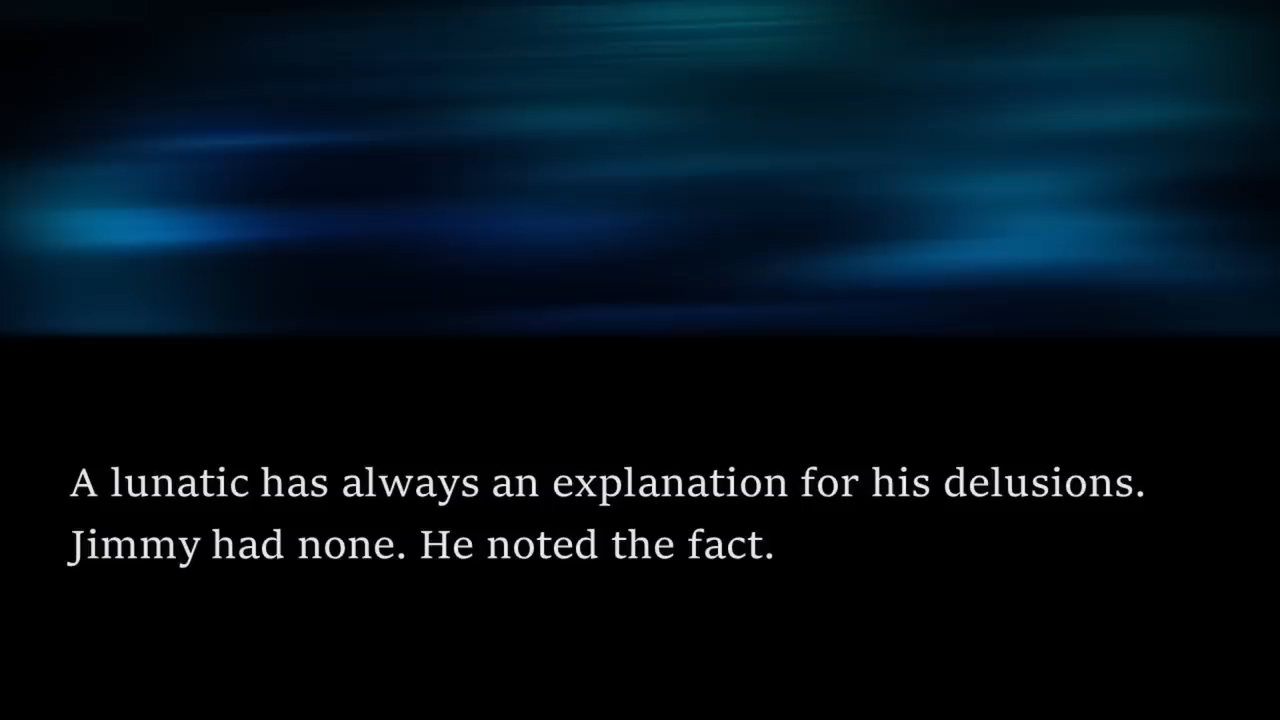 A lunatic has always an explanation for his delusions.
Jimmy had none. He noted the fact.